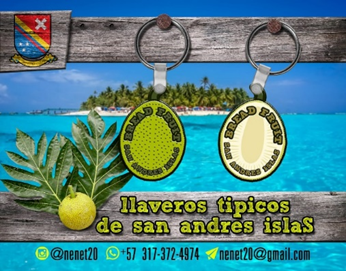 BREAD FRUIT
SAN ANDRES ISLAS
BREAD FRUIT
SAN ANDRES ISLAS
llaveros tipicos
de san andres islaS
@nenet20 +57 317-372-4974 nenet20@gmail.com